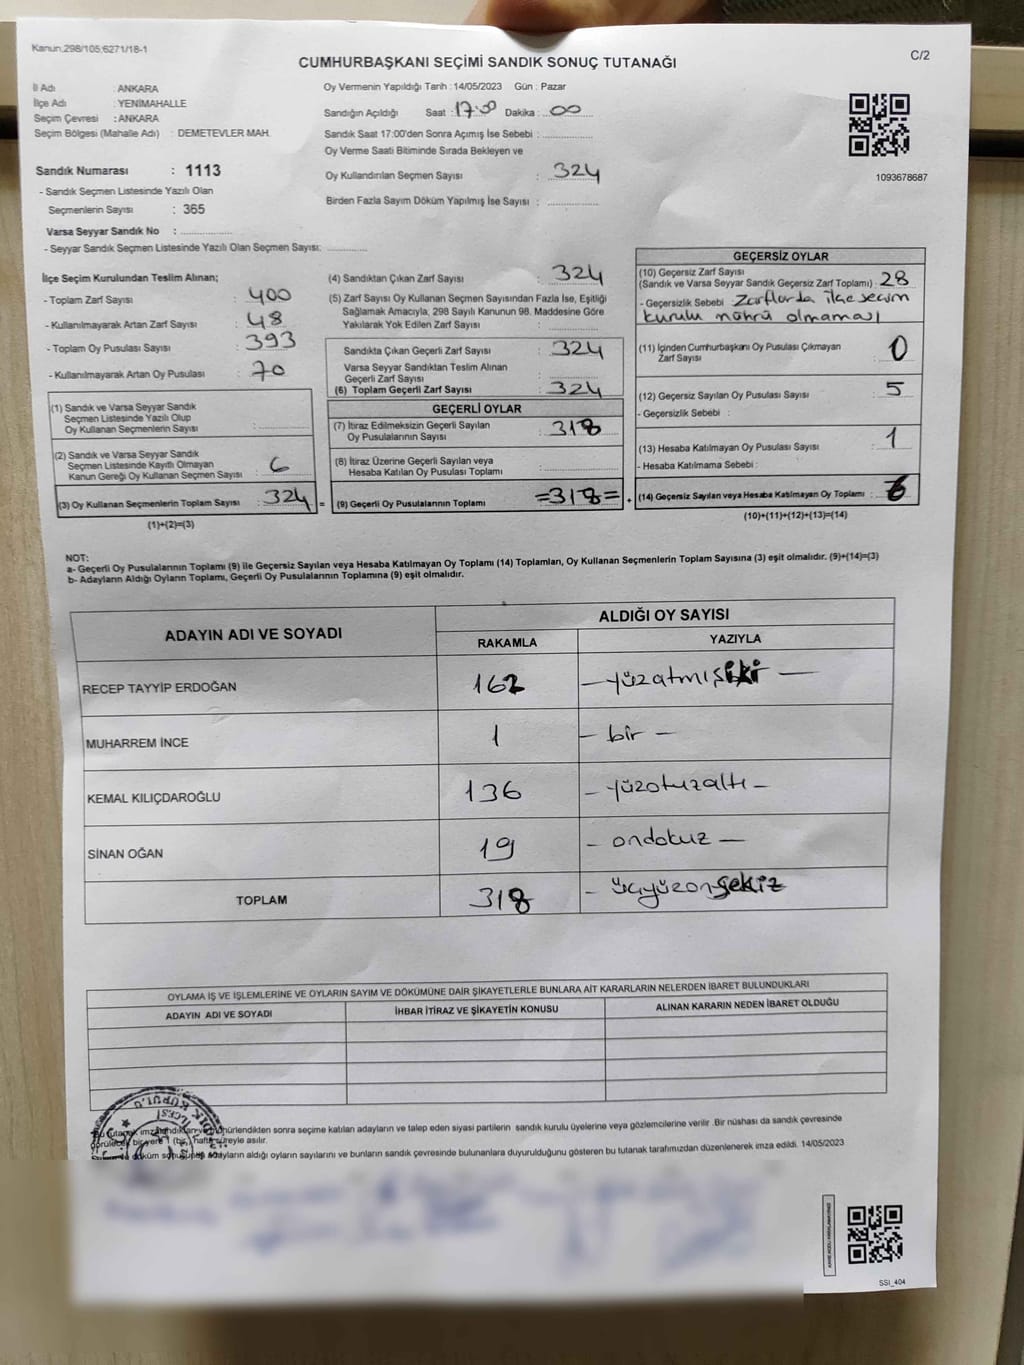 Kanun,298/105;6271/18-1
C/2
CUMHURBAŞKANI SEÇİMİ SANDIK SONUÇ TUTANAĞI
İl Adı : ANKARA
İlçe Adı : YENİMAHALLE
Seçim Çevresi : ANKARA
Seçim Bölgesi (Mahalle Adı) : DEMETEVLER MAH.
Sandık Numarası : 1113
- Sandık Seçmen Listesinde Yazılı Olan
Seçmenlerin Sayısı : 365
Varsa Seyyar Sandık No : ..................
- Seyyar Sandık Seçmen Listesinde Yazılı Olan Seçmen Sayısı: ..............
Oy Vermenin Yapıldığı Tarih : 14/05/2023 Gün : Pazar
Sandığın Açıldığı Saat : 17:00 Dakika : 00
Sandık Saat 17:00'den Sonra Açımış İse Sebebi : ..................
Oy Verme Saati Bitiminde Sırada Bekleyen ve
Oy Kullandırılan Seçmen Sayısı : 324
Birden Fazla Sayım Döküm Yapılmış İse Sayısı : ..................
1093678687
İlçe Seçim Kurulundan Teslim Alınan;
- Toplam Zarf Sayısı : 400
- Kullanılmayarak Artan Zarf Sayısı : 48
- Toplam Oy Pusulası Sayısı : 393
- Kullanılmayarak Artan Oy Pusulası : 70
(1) Sandık ve Varsa Seyyar Sandık
Seçmen Listesinde Yazılı Olup
Oy Kullanan Seçmenlerin Sayısı : ..................
(2) Sandık ve Varsa Seyyar Sandık
Seçmen Listesinde Kayıtlı Olmayan
Kanun Gereği Oy Kullanan Seçmen Sayısı : 6
(3) Oy Kullanan Seçmenlerin Toplam Sayısı : 324 =
(1)+(2)=(3)
(4) Sandıktan Çıkan Zarf Sayısı : 324
(5) Zarf Sayısı Oy Kullanan Seçmen Sayısından Fazla İse, Eşitliği
Sağlamak Amacıyla; 298 Sayılı Kanunun 98. Maddesine Göre
Yakılarak Yok Edilen Zarf Sayısı : ..................
Sandıkta Çıkan Geçerli Zarf Sayısı : 324
Varsa Seyyar Sandıktan Teslim Alınan
Geçerli Zarf Sayısı : ..................
(6) Toplam Geçerli Zarf Sayısı : 324
GEÇERLİ OYLAR
(7) İtiraz Edilmeksizin Geçerli Sayılan
Oy Pusulalarının Sayısı : 318
(8) İtiraz Üzerine Geçerli Sayılan veya
Hesaba Katılan Oy Pusulası Toplamı : ..................
(9) Geçerli Oy Pusulalarının Toplamı =318= +
GEÇERSİZ OYLAR
(10) Geçersiz Zarf Sayısı
(Sandık ve Varsa Seyyar Sandık Geçersiz Zarf Toplamı) : 28
- Geçersizlik Sebebi Zarflarda ilçe seçim
kurulu mührü olmaması
(11) İçinden Cumhurbaşkanı Oy Pusulası Çıkmayan
Zarf Sayısı : 0
(12) Geçersiz Sayılan Oy Pusulası Sayısı : 5
- Geçersizlik Sebebi :
(13) Hesaba Katılmayan Oy Pusulası Sayısı : 1
- Hesaba Katılmama Sebebi :
(14) Geçersiz Sayılan veya Hesaba Katılmayan Oy Toplamı : 6
(10)+(11)+(12)+(13)=(14)
NOT:
a- Geçerli Oy Pusulalarının Toplamı (9) ile Geçersiz Sayılan veya Hesaba Katılmayan Oy Toplamı (14) Toplamları, Oy Kullanan Seçmenlerin Toplam Sayısına (3) eşit olmalıdır. (9)+(14)=(3)
b- Adayların Aldığı Oyların Toplamı, Geçerli Oy Pusulalarının Toplamına (9) eşit olmalıdır.
ADAYIN ADI VE SOYADI ALDIĞI OY SAYISI
RAKAMLA YAZIYLA
RECEP TAYYİP ERDOĞAN 162 - yüzatmışiki -
MUHARREM İNCE 1 - bir -
KEMAL KILIÇDAROĞLU 136 - yüzotuzaltı -
SİNAN OĞAN 19 - ondokuz -
TOPLAM 318 - üçyüzonsekiz
OYLAMA İŞ VE İŞLEMLERİNE VE OYLARIN SAYIM VE DÖKÜMÜNE DAİR ŞİKAYETLERLE BUNLARA AİT KARARLARIN NELERDEN İBARET BULUNDUKLARI
ADAYIN ADI VE SOYADI İHBAR İTİRAZ VE ŞİKAYETİN KONUSU ALINAN KARARIN NEDEN İBARET OLDUĞU
Bu tutanak imzalandıktan ve mühürlendikten sonra seçime katılan adayların ve talep eden siyasi partilerin sandık kurulu üyelerine veya gözlemcilerine verilir. Bir nüshası da sandık çevresinde
görülecek bir yere 1 (bir) hafta süreyle asılır.
döküm sonucunda adayların aldığı oyların sayılarını ve bunların sandık çevresinde bulunanlara duyurulduğunu gösteren bu tutanak tarafımızdan düzenlenerek imza edildi. 14/05/2023
SSİ_404